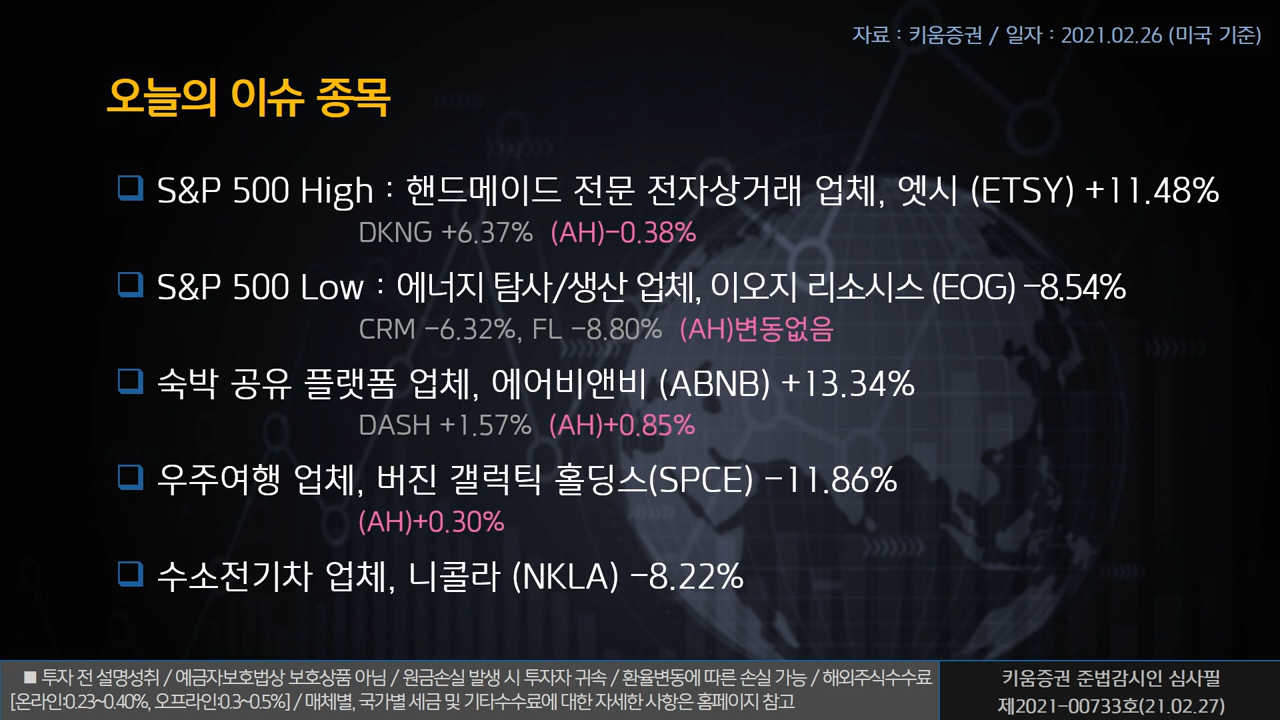 자료 : 키움증권 / 일자 : 2021.02.26 (미국 기준)
오늘의 이슈 종목
❑ S&P 500 High : 핸드메이드 전문 전자상거래 업체, 엣시 (ETSY) +11.48%
DKNG +6.37% (AH)-0.38%
❑ S&P 500 Low : 에너지 탐사/생산 업체, 이오지 리소시스 (EOG) -8.54%
CRM -6.32%, FL -8.80% (AH)변동없음
❑ 숙박 공유 플랫폼 업체, 에어비앤비 (ABNB) +13.34%
DASH +1.57% (AH)+0.85%
❑ 우주여행 업체, 버진 갤럭틱 홀딩스(SPCE) -11.86%
(AH)+0.30%
❑ 수소전기차 업체, 니콜라 (NKLA) -8.22%
■ 투자 전 설명성취 / 예금자보호법상 보호상품 아님 / 원금손실 발생 시 투자자 귀속 / 환율변동에 따른 손실 가능 / 해외주식수수료
[온라인:0.23~0.40%, 오프라인:0.3~0.5%] / 매체별, 국가별 세금 및 기타수수료에 대한 자세한 사항은 홈페이지 참고
키움증권 준법감시인 심사필
제2021-00733호(21.02.27)